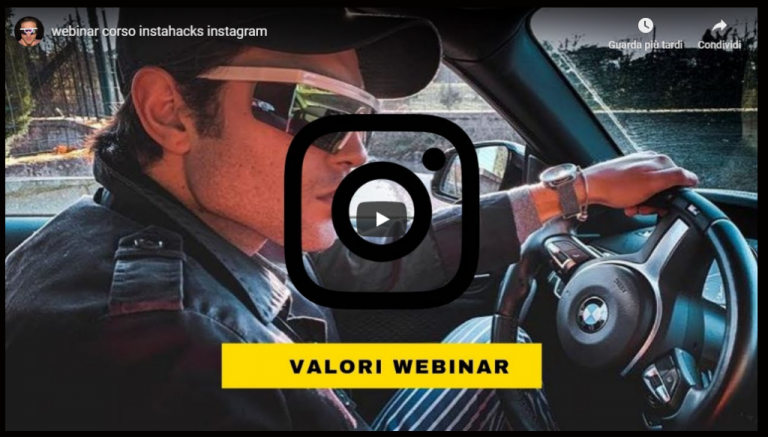 webinar corso instahacks instagram
Guarda più tardi
Condividi
VALORI WEBINAR